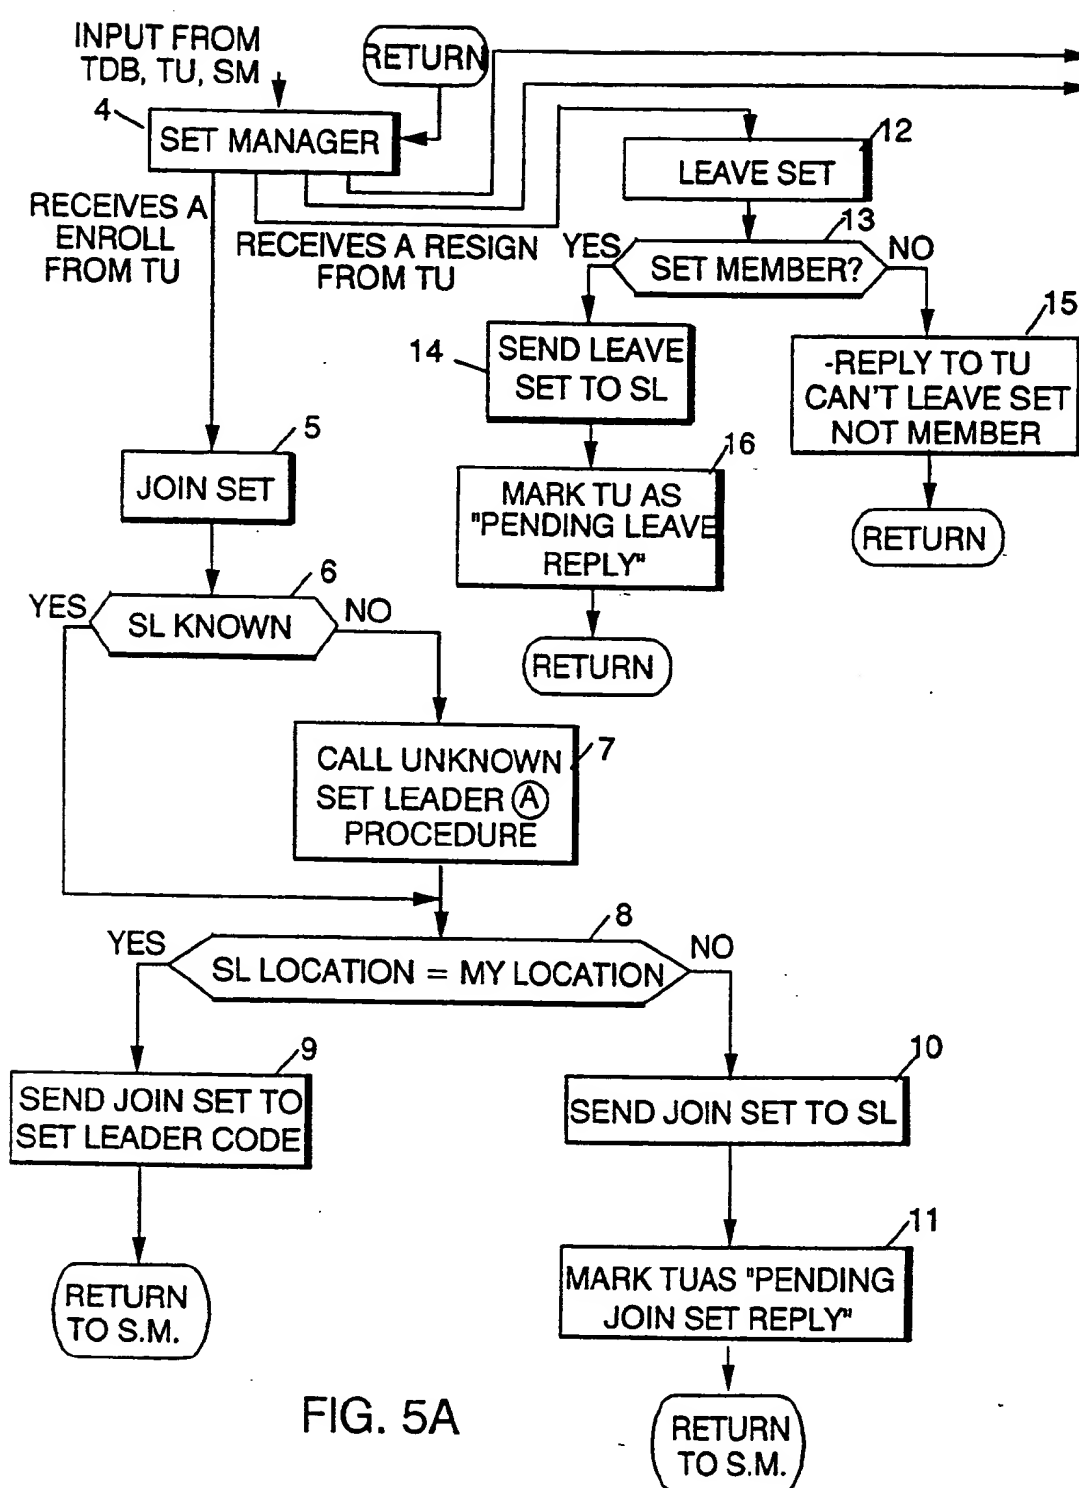 INPUT FROM
TDB, TU, SM
RETURN
4
SET MANAGER
12
LEAVE SET
RECEIVES A
ENROLL
FROM TU
RECEIVES A RESIGN
FROM TU
13
YES
SET MEMBER?
NO
14
SEND LEAVE
SET TO SL
15
-REPLY TO TU
CAN'T LEAVE SET
NOT MEMBER
5
JOIN SET
16
MARK TU AS
"PENDING LEAVE
REPLY"
RETURN
RETURN
6
YES
SL KNOWN
NO
7
CALL UNKNOWN
SET LEADER A
PROCEDURE
8
YES
SL LOCATION = MY LOCATION
NO
9
SEND JOIN SET TO
SET LEADER CODE
10
SEND JOIN SET TO SL
11
MARK TUAS "PENDING
JOIN SET REPLY"
RETURN
TO S.M.
RETURN
TO S.M.
FIG. 5A